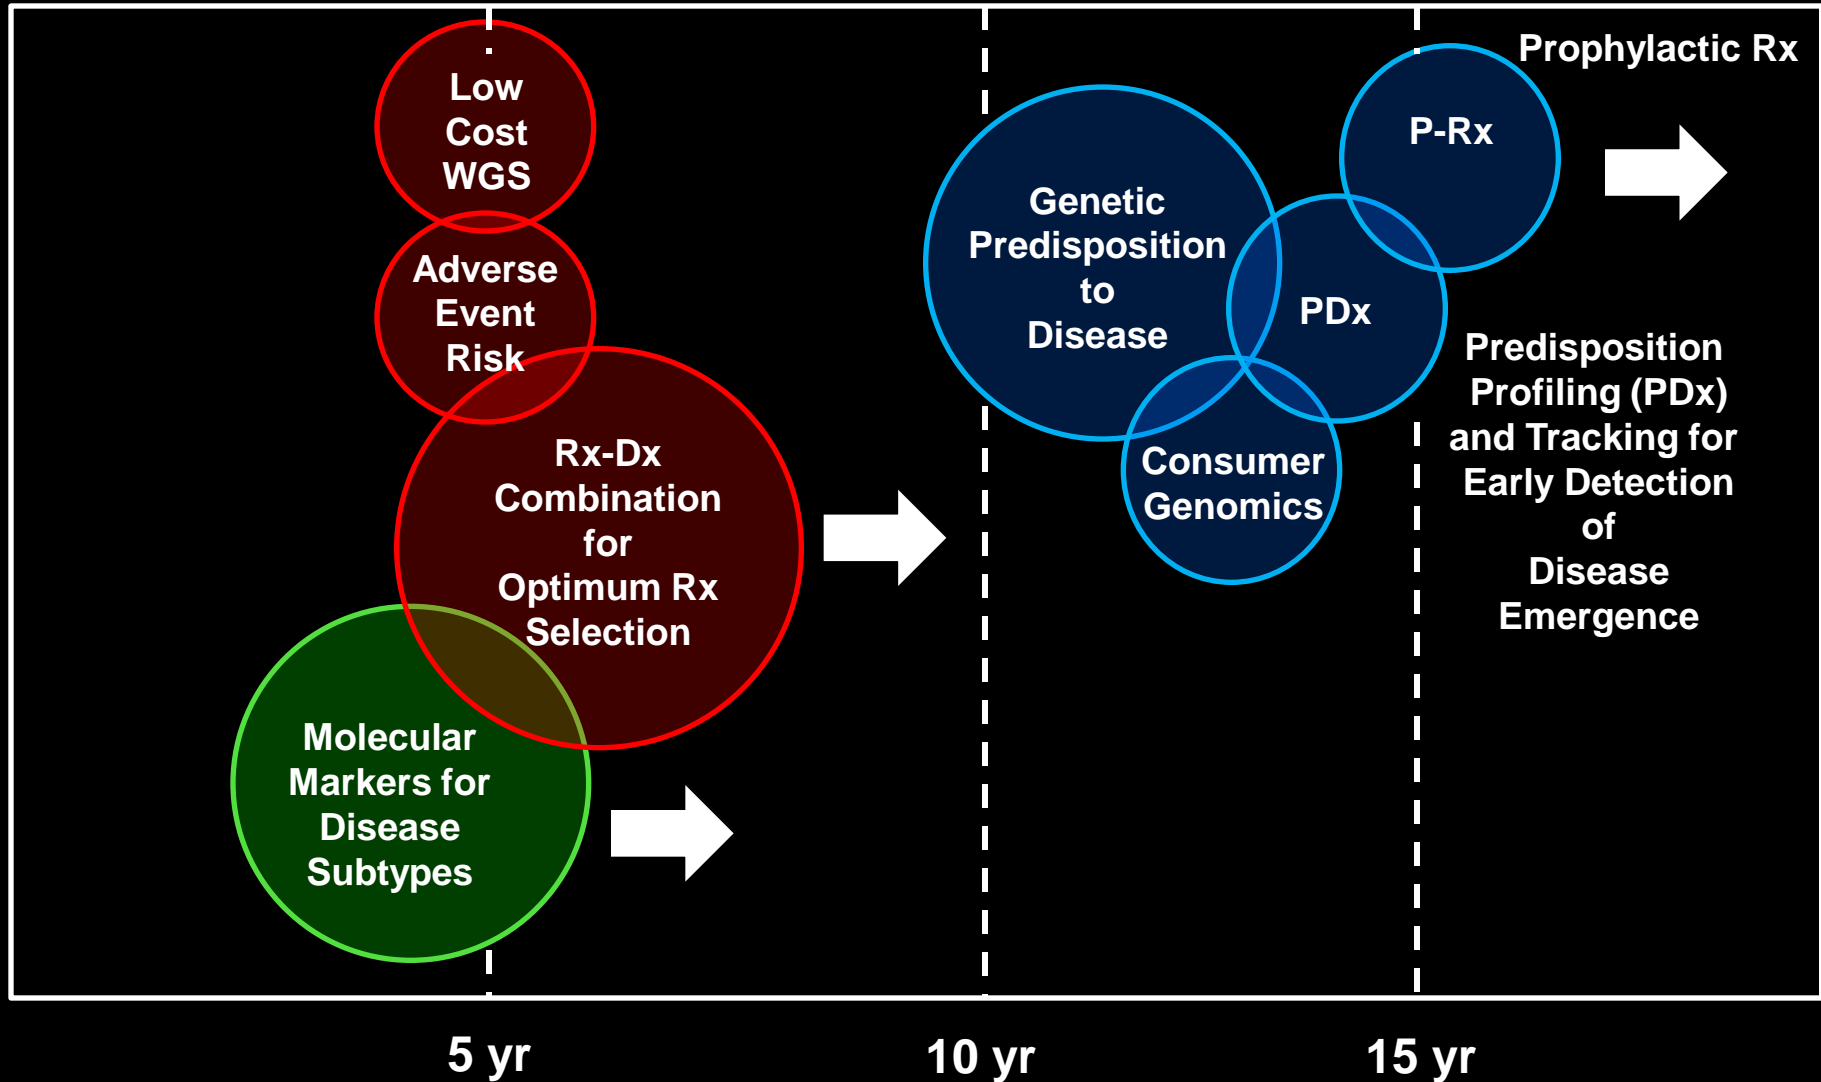 Low
Cost
WGS
Adverse
Event
Risk
Rx-Dx
Combination
for
Optimum Rx
Selection
Molecular
Markers for
Disease
Subtypes
Genetic
Predisposition
to
Disease
Consumer
Genomics
PDx
P-Rx
Prophylactic Rx
Predisposition
Profiling (PDx)
and Tracking for
Early Detection
of
Disease
Emergence
5 yr
10 yr
15 yr